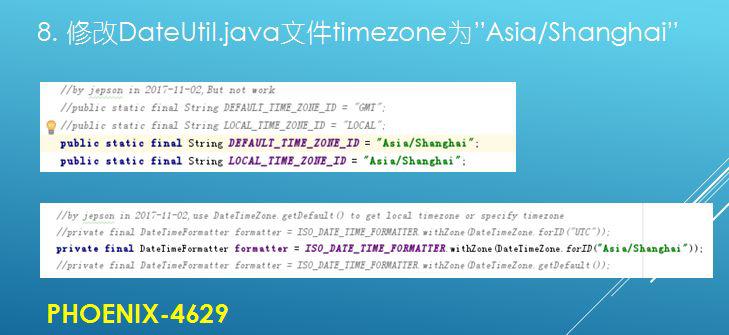 8. 修改DateUtil.java文件timezone为”Asia/Shanghai”
//by jepson in 2017-11-02,But not work
//public static final String DEFAULT_TIME_ZONE_ID = "GMT";
//public static final String LOCAL_TIME_ZONE_ID = "LOCAL";
public static final String DEFAULT_TIME_ZONE_ID = "Asia/Shanghai";
public static final String LOCAL_TIME_ZONE_ID = "Asia/Shanghai";
//by jepson in 2017-11-02,use DateTimeZone.getDefault() to get local timezone or specify timezone
//private final DateTimeFormatter formatter = ISO_DATE_TIME_FORMATTER.withZone(DateTimeZone.forID("UTC"));
private final DateTimeFormatter formatter = ISO_DATE_TIME_FORMATTER.withZone(DateTimeZone.forID("Asia/Shanghai"));
//private final DateTimeFormatter formatter = ISO_DATE_TIME_FORMATTER.withZone(DateTimeZone.getDefault());
PHOENIX-4629